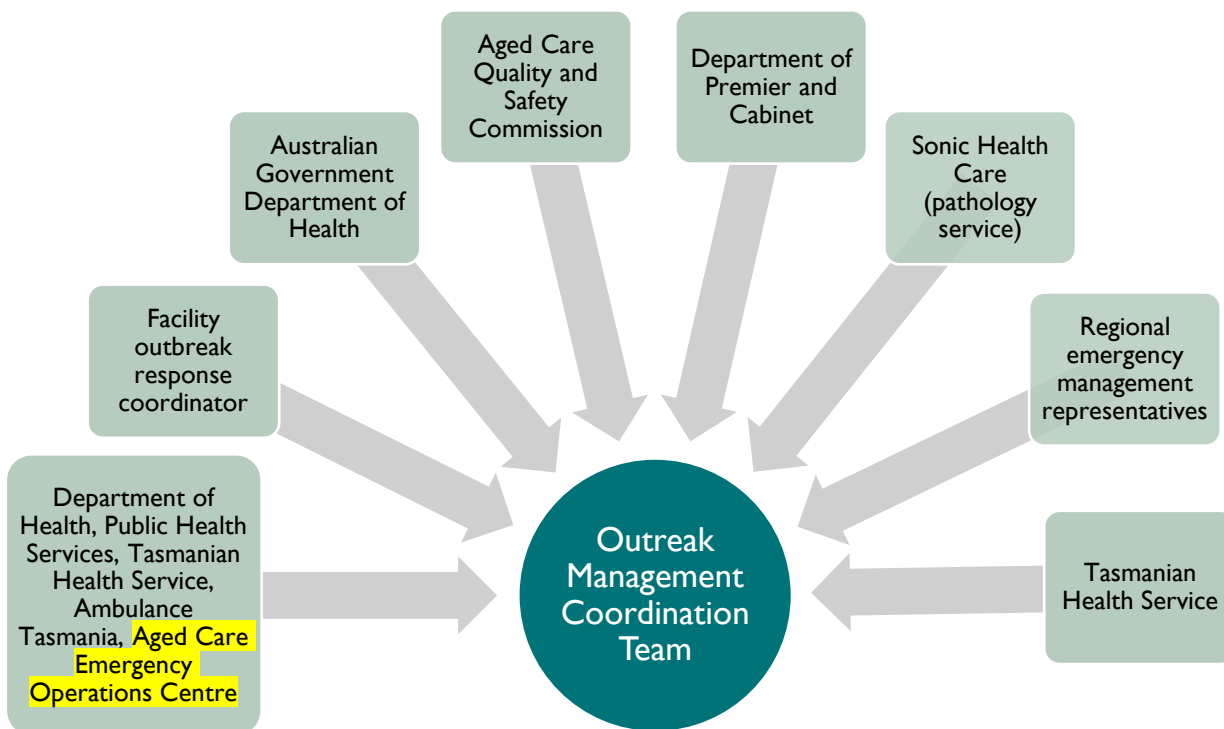 Aged Care
Quality and
Safety
Commission
Department of
Premier and
Cabinet
Australian
Government
Department of
Health
Sonic Health
Care
(pathology
service)
Facility
outbreak
response
coordinator
Regional
emergency
management
representatives
Department of
Health, Public Health
Services, Tasmanian
Health Service,
Ambulance
Tasmania, Aged Care
Emergency
Operations Centre
Outreak
Management
Coordination
Team
Tasmanian
Health Service